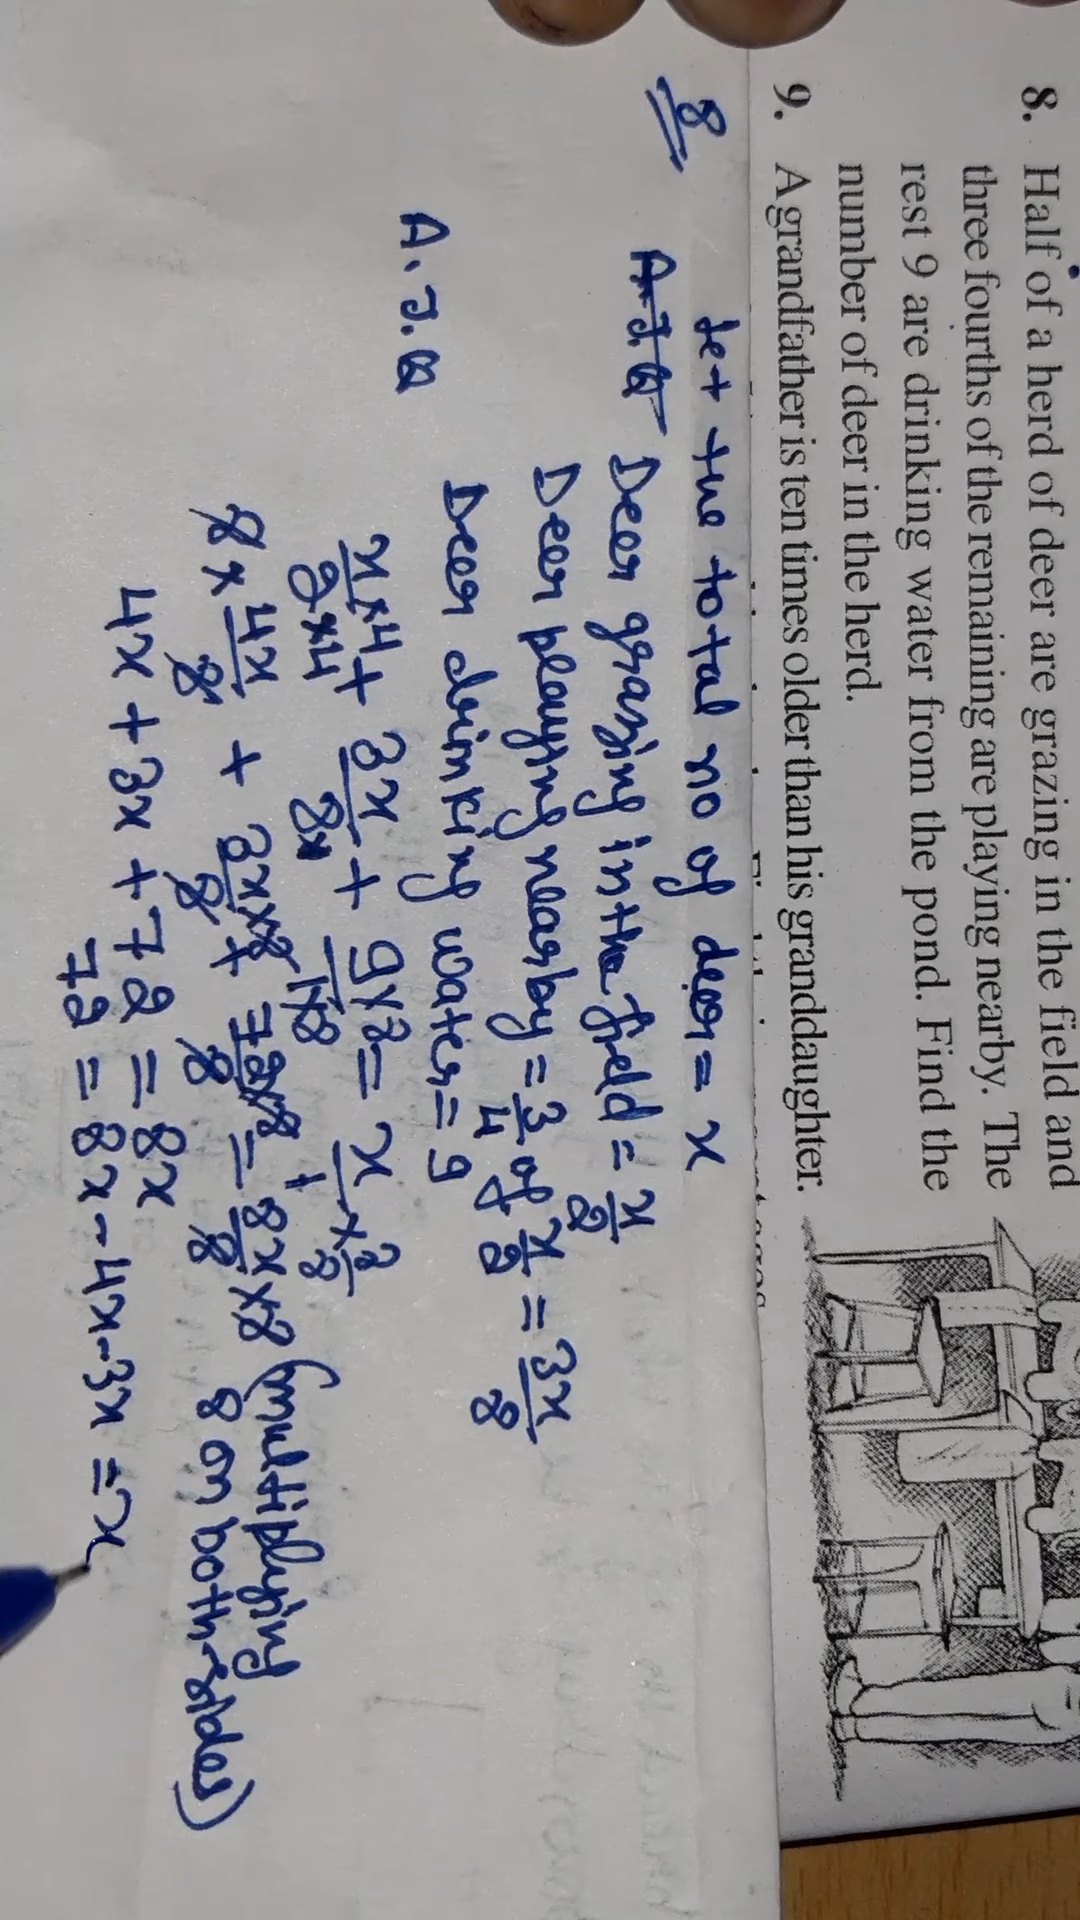 8. Half of a herd of deer are grazing in the field and
three fourths of the remaining are playing nearby. The
rest 9 are drinking water from the pond. Find the
number of deer in the herd.
9. A grandfather is ten times older than his granddaughter.
8 Let the total no of deer = x
A.T.Q Deer grazing in the field = x/2
Deer playing nearby = 3/4 of x/2 = 3x/8
Deer drinking water = 9
A.T.Q
x×4/2×4 + 3x/8×1 + 9×8/1×8 = x/1 × 8/8
8 × 4x/8 + 3x×8/8 + 72×8/8 = 8x×8/8 (multiplying
8 on both sides)
4x + 3x + 72 = 8x
72 = 8x - 4x - 3x = x